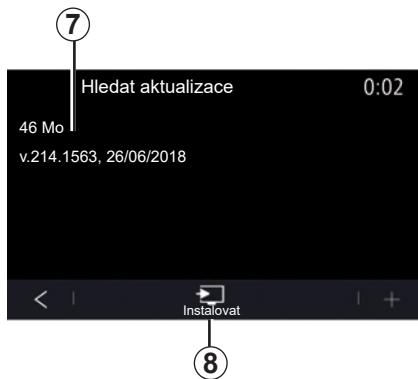 7
Hledat aktualizace 0:02
46 Mo
v.214.1563, 26/06/2018
Instalovat
8